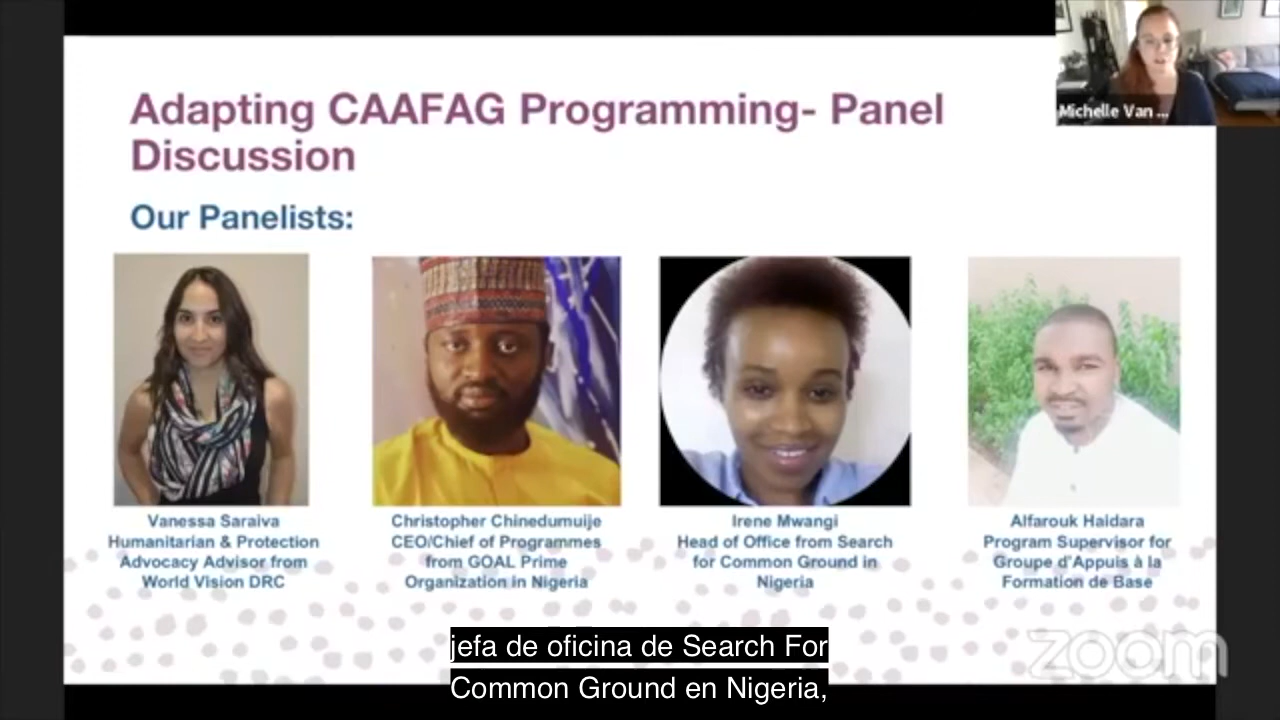 Michelle Van ...
Adapting CAAFAG Programming- Panel
Discussion
Our Panelists:
Vanessa Saraiva
Humanitarian & Protection
Advocacy Advisor from
World Vision DRC
Christopher Chinedumuije
CEO/Chief of Programmes
from GOAL Prime
Organization in Nigeria
Irene Mwangi
Head of Office from Search
for Common Ground in
Nigeria
Alfarouk Haidara
Program Supervisor for
Groupe d'Appuis à la
Formation de Base
zoom
jefa de oficina de Search For
Common Ground en Nigeria,